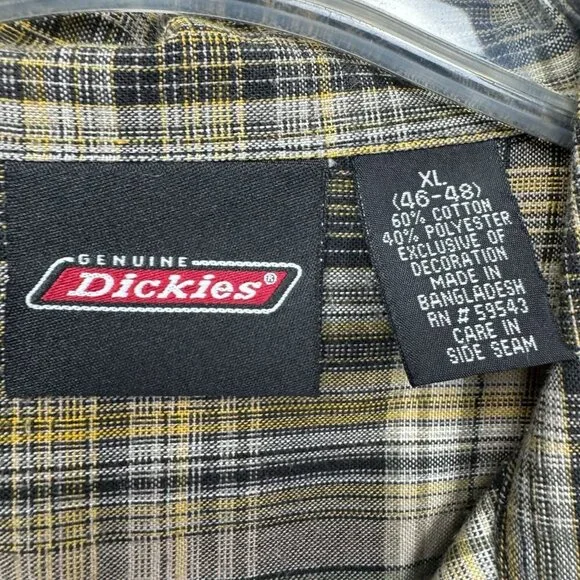 GENUINE
Dickies®
XL
(46-48)
60% COTTON
40% POLYESTER
EXCLUSIVE OF
DECORATION
MADE IN
BANGLADESH
RN # 59543
CARE IN
SIDE SEAM